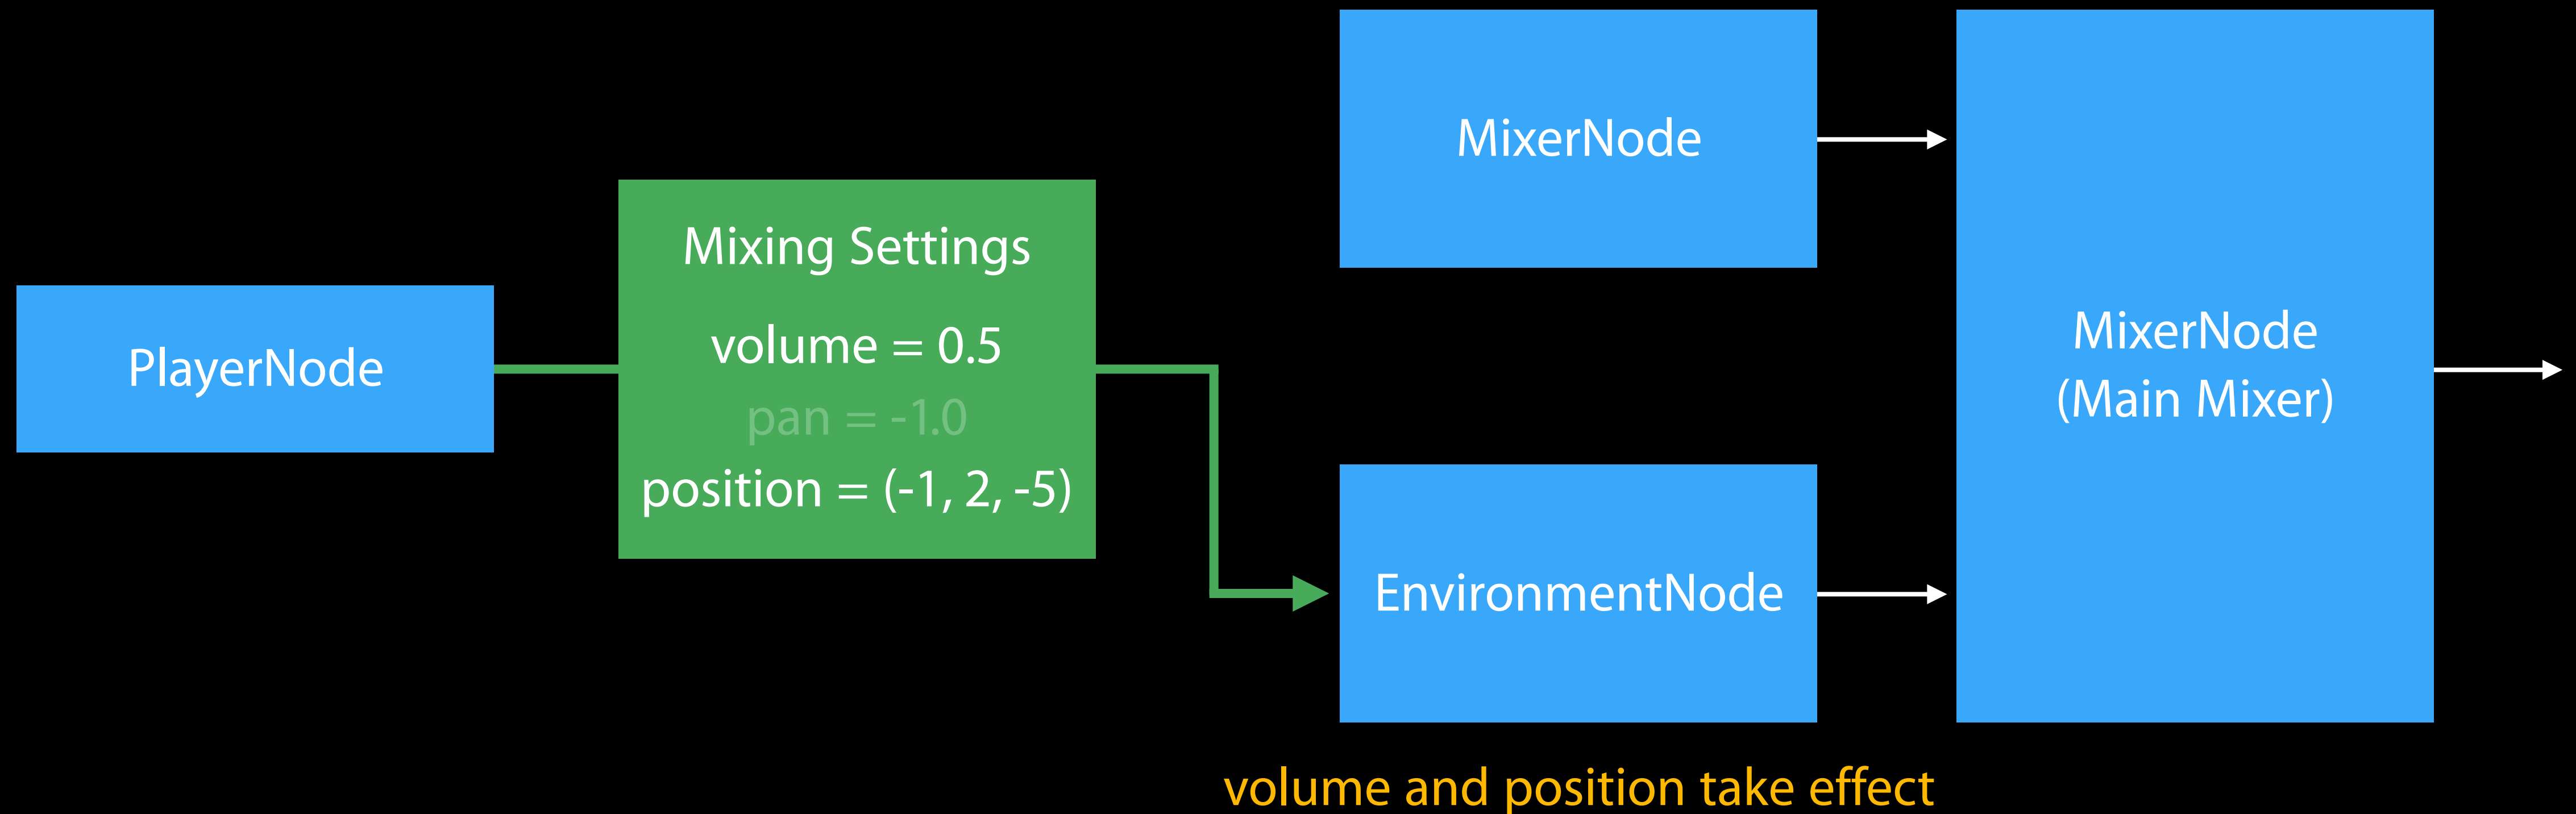 PlayerNode
Mixing Settings
volume = 0.5
pan = -1.0
position = (-1, 2, -5)
MixerNode
EnvironmentNode
volume and position take effect
MixerNode
(Main Mixer)